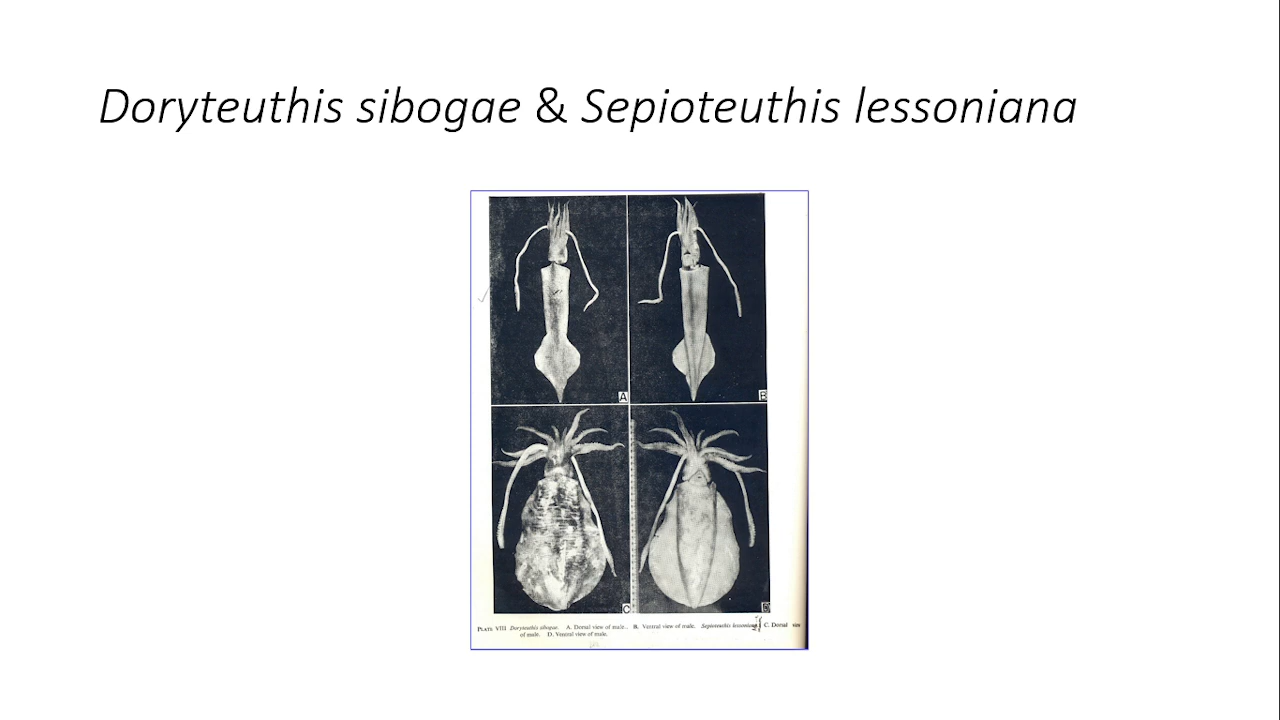 Doryteuthis sibogae & Sepioteuthis lessoniana
A
B
C
D
PLATE VIII Doryteuthis sibogae. A. Dorsal view of male. B. Ventral view of male. Sepioteuthis lessoniana C. Dorsal
of male. D. Ventral view of male.